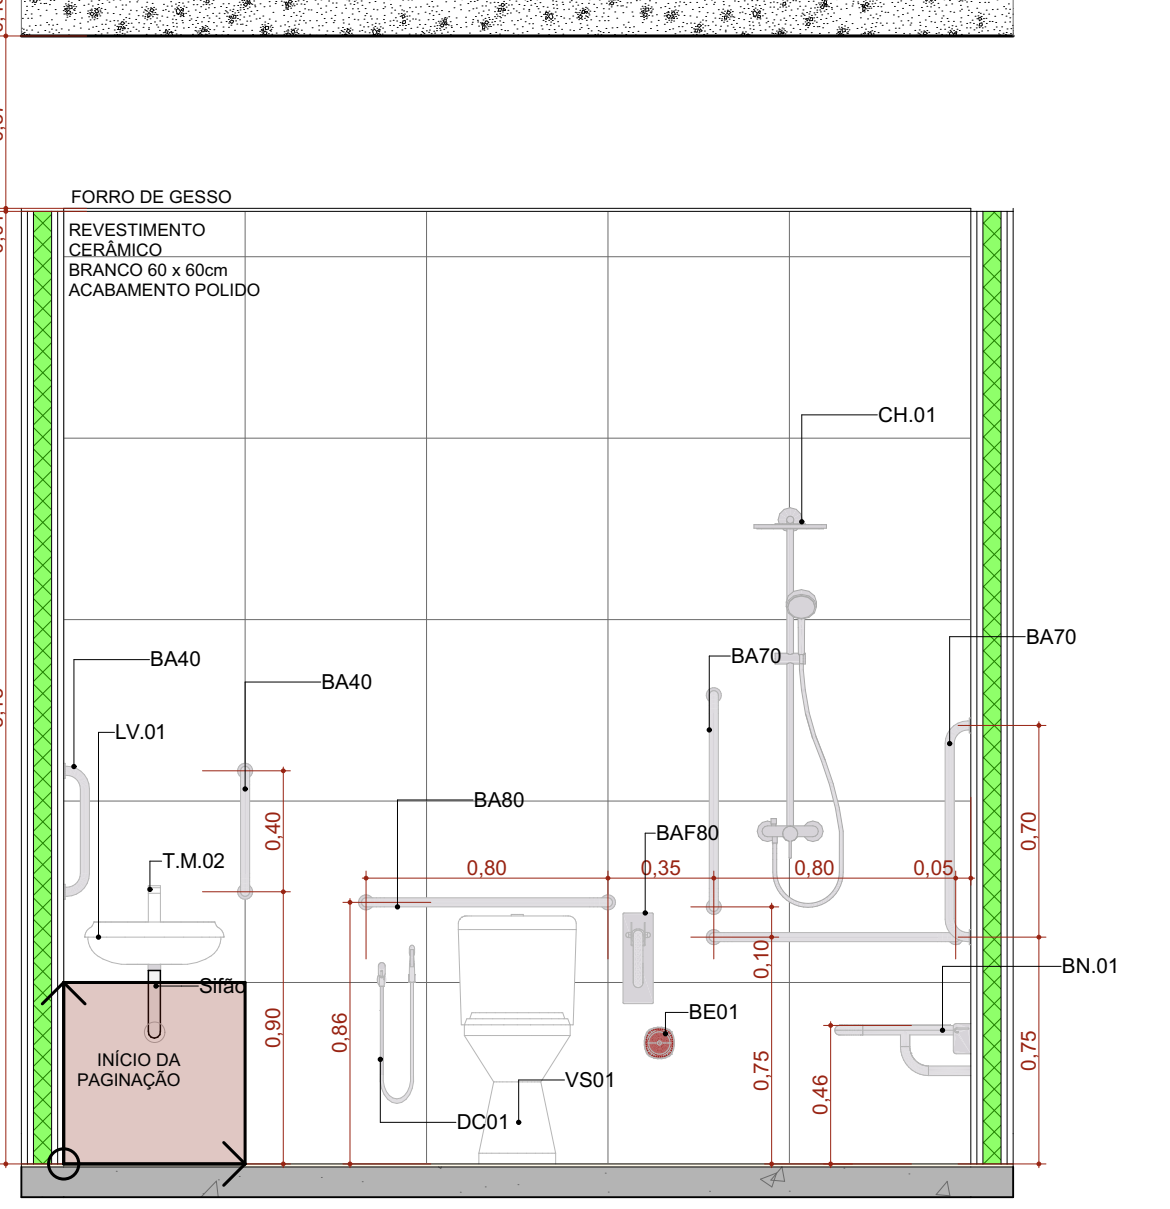 FORRO DE GESSO
REVESTIMENTO
CERÂMICO
BRANCO 60 x 60cm
ACABAMENTO POLIDO
CH.01
BA70
BA70
BA40
BA40
LV.01
BA80
BAF80
0,40
0,70
T.M.02
0,80
0,35
0,80
0,05
0,10
BN.01
Sifão
BE01
0,90
0,86
0,75
0,75
0,46
INÍCIO DA
PAGINAÇÃO
VS01
DC01